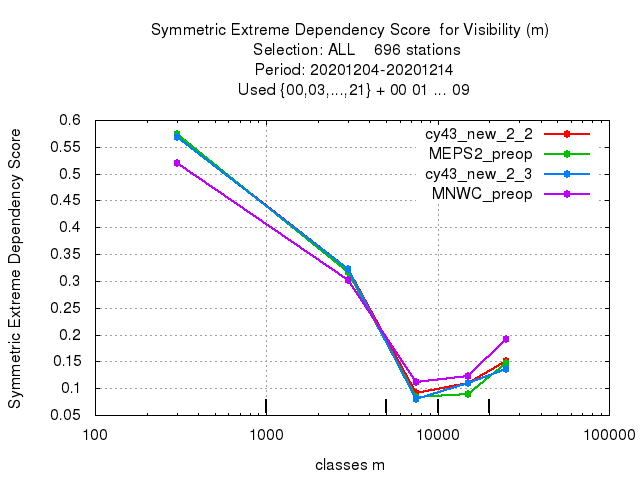 Symmetric Extreme Dependency Score  for Visibility (m)
Selection: ALL    696 stations
Period: 20201204-20201214
Used {00,03,...,21} + 00 01 ... 09
Symmetric Extreme Dependency Score
0.6
0.55
0.5
0.45
0.4
0.35
0.3
0.25
0.2
0.15
0.1
0.05
cy43_new_2_2
MEPS2_preop
cy43_new_2_3
MNWC_preop
100 1000 10000 100000
classes m